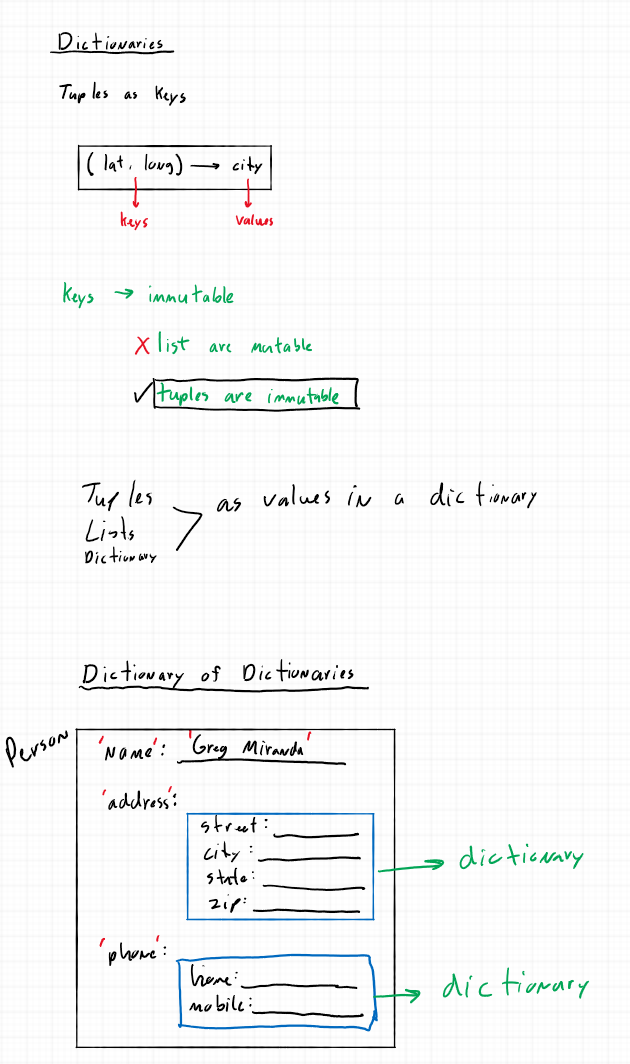 Dictionaries
Tuples as Keys
(lat, long) → city
keys values
Keys → immutable
X list are mutable
✓ tuples are immutable
Tuples
Lists > as values in a dictionary
Dictionary
Dictionary of Dictionaries
Person
'Name': 'Greg Miranda'
'address':
street:
city:
state:
zip:
→ dictionary
'phone':
home:
mobile:
→ dictionary